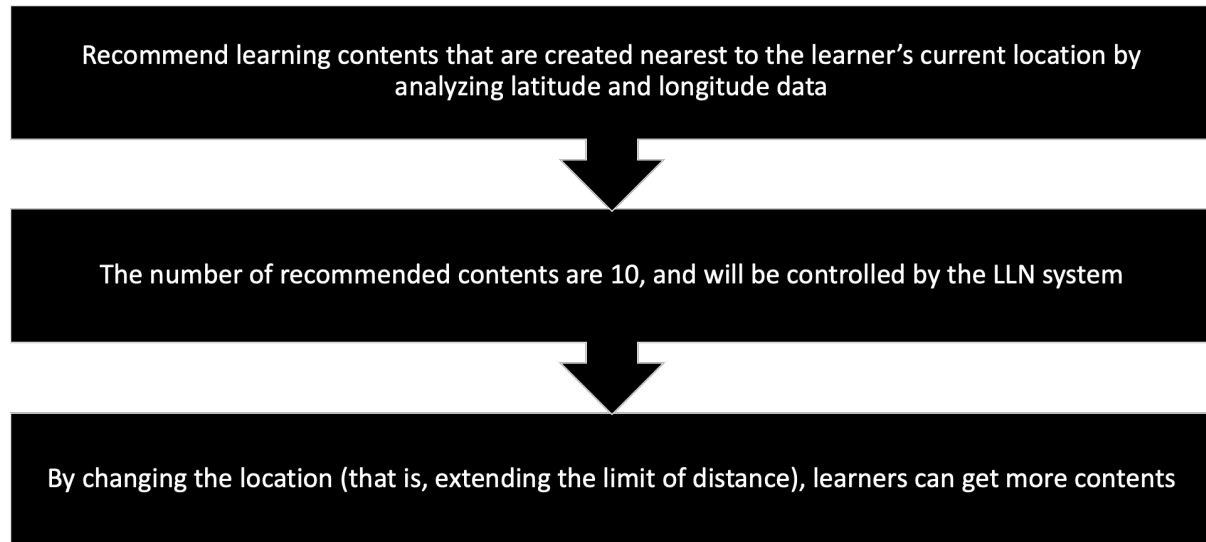 Recommend learning contents that are created nearest to the learner’s current location by
analyzing latitude and longitude data
The number of recommended contents are 10, and will be controlled by the LLN system
By changing the location (that is, extending the limit of distance), learners can get more contents